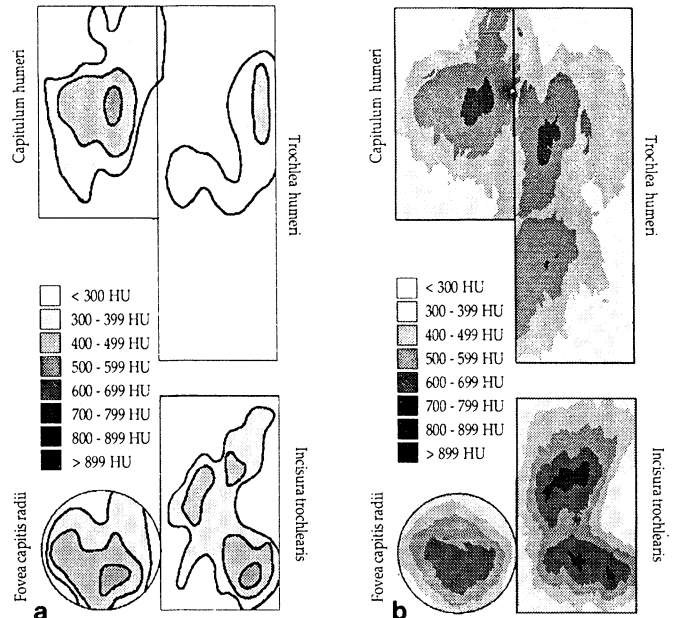 Capitulum humeri
Trochlea humeri
< 300 HU
300 - 399 HU
400 - 499 HU
500 - 599 HU
600 - 699 HU
700 - 799 HU
800 - 899 HU
> 899 HU
Fovea capitis radii
Incisura trochlearis
a
Capitulum humeri
Trochlea humeri
< 300 HU
300 - 399 HU
400 - 499 HU
500 - 599 HU
600 - 699 HU
700 - 799 HU
800 - 899 HU
> 899 HU
Fovea capitis radii
Incisura trochlearis
b